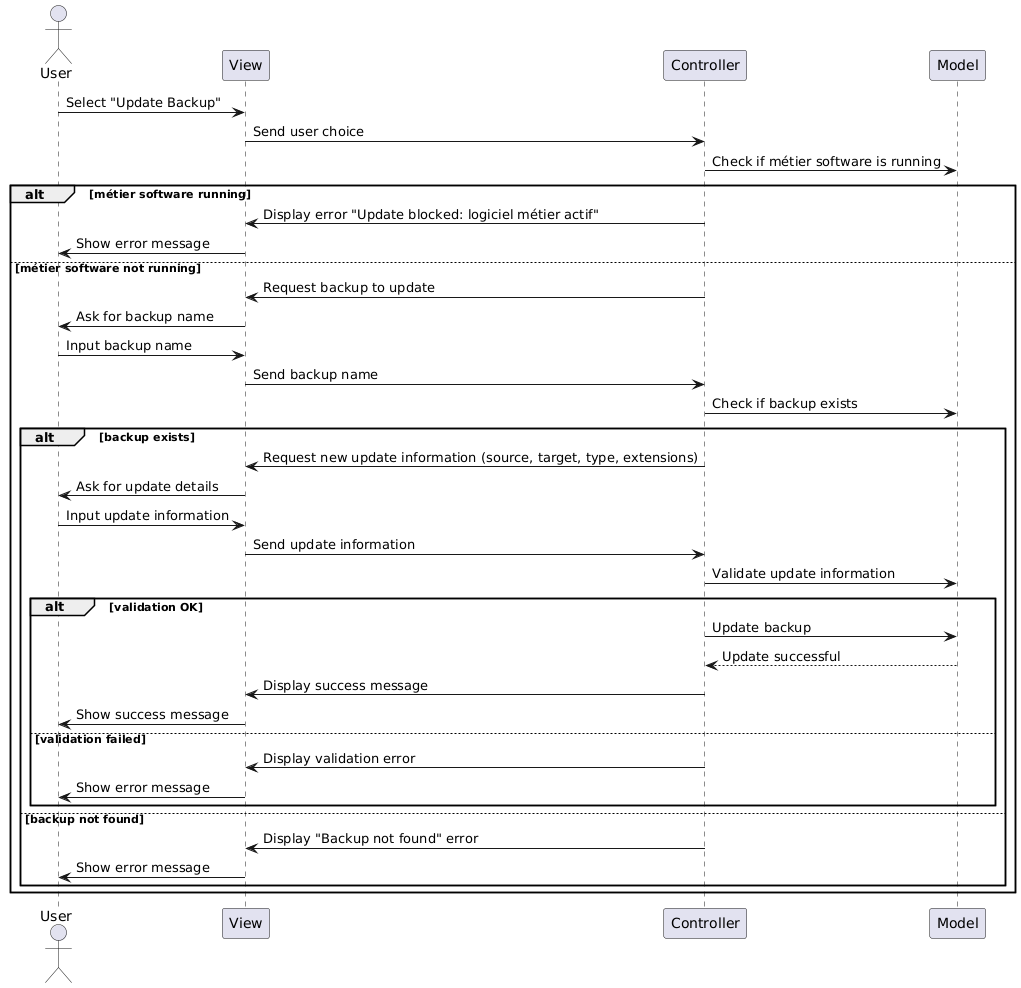 User
View
Controller
Model
Select "Update Backup"
Send user choice
Check if métier software is running
alt
[métier software running]
Display error "Update blocked: logiciel métier actif"
Show error message
[métier software not running]
Request backup to update
Ask for backup name
Input backup name
Send backup name
Check if backup exists
alt
[backup exists]
Request new update information (source, target, type, extensions)
Ask for update details
Input update information
Send update information
Validate update information
alt
[validation OK]
Update backup
Update successful
Display success message
Show success message
[validation failed]
Display validation error
Show error message
[backup not found]
Display "Backup not found" error
Show error message
User
View
Controller
Model